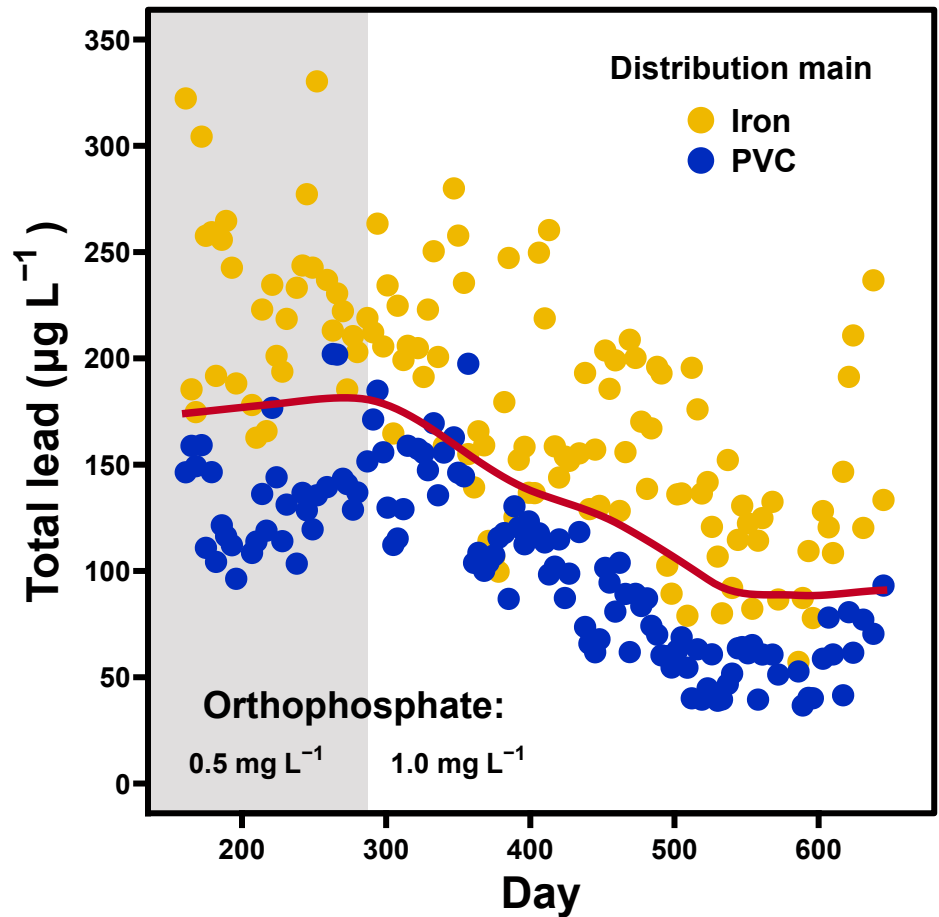 Total lead (µg L⁻¹)
350
300
250
200
150
100
50
0
Distribution main
Iron
PVC
Orthophosphate:
0.5 mg L⁻¹ 1.0 mg L⁻¹
200 300 400 500 600
Day